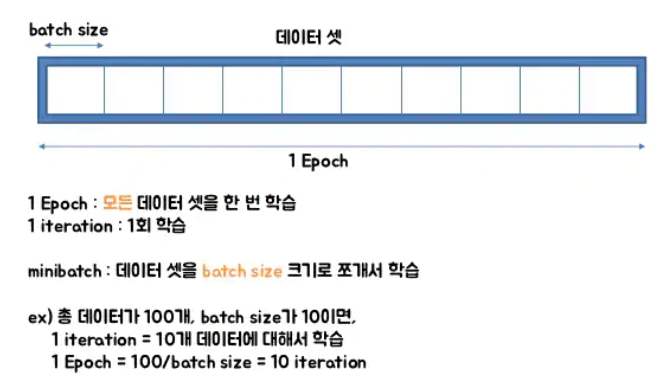 batch size
데이터 셋
1 Epoch
1 Epoch : 모든 데이터 셋을 한 번 학습
1 iteration : 1회 학습
minibatch : 데이터 셋을 batch size 크기로 쪼개서 학습
ex) 총 데이터가 100개, batch size가 10이면,
1 iteration = 10개 데이터에 대해서 학습
1 Epoch = 100/batch size = 10 iteration